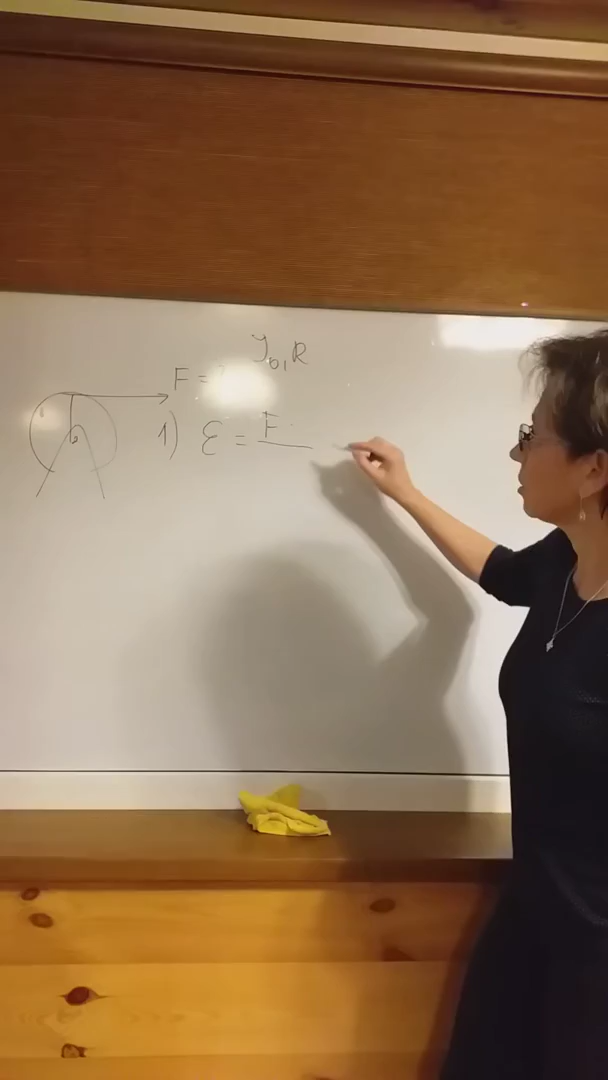 J₀, R
F =
1) ε = F